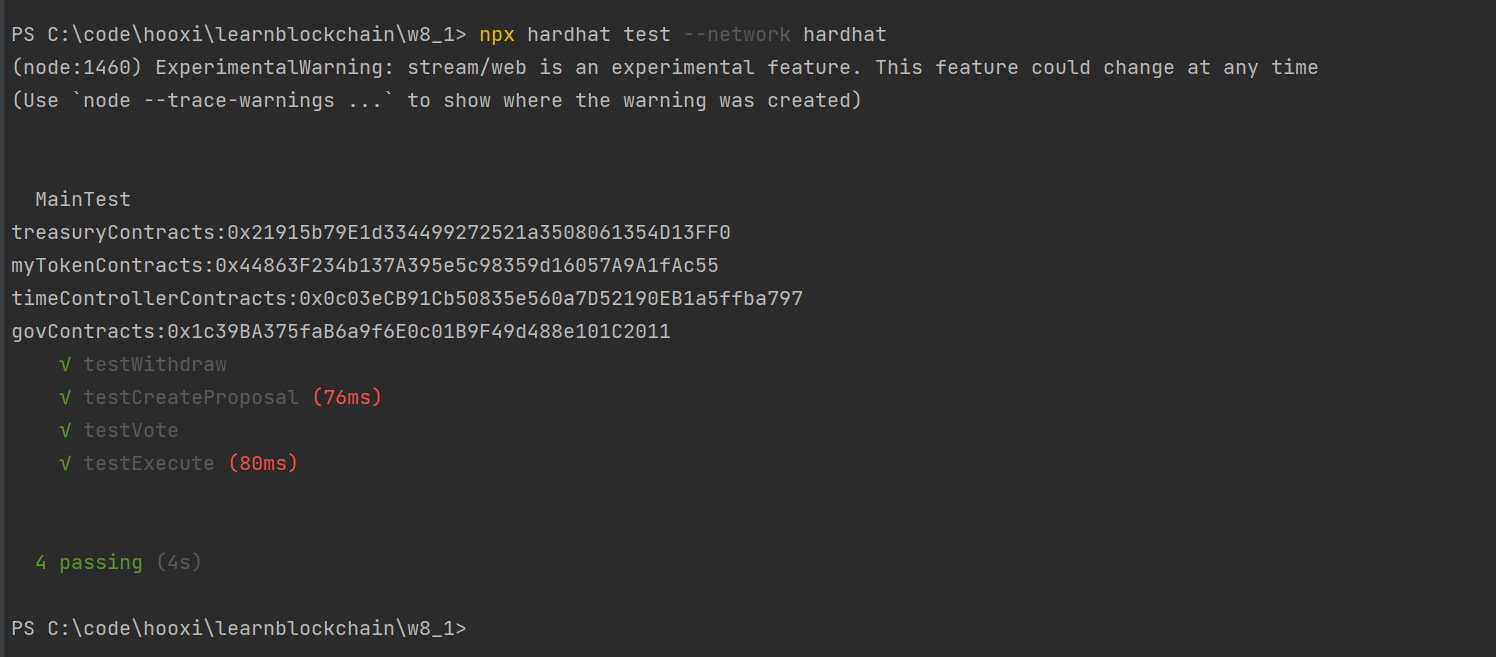 PS C:\code\hooxi\learnblockchain\w8_1> npx hardhat test --network hardhat
(node:1460) ExperimentalWarning: stream/web is an experimental feature. This feature could change at any time
(Use `node --trace-warnings ...` to show where the warning was created)
MainTest
treasuryContracts:0x21915b79E1d334499272521a3508061354D13FF0
myTokenContracts:0x44863F234b137A395e5c98359d16057A9A1fAc55
timeControllerContracts:0x0c03eCB91Cb50835e560a7D52190EB1a5ffba797
govContracts:0x1c39BA375faB6a9f6E0c01B9F49d488e101C2011
√ testWithdraw
√ testCreateProposal (76ms)
√ testVote
√ testExecute (80ms)
4 passing (4s)
PS C:\code\hooxi\learnblockchain\w8_1>